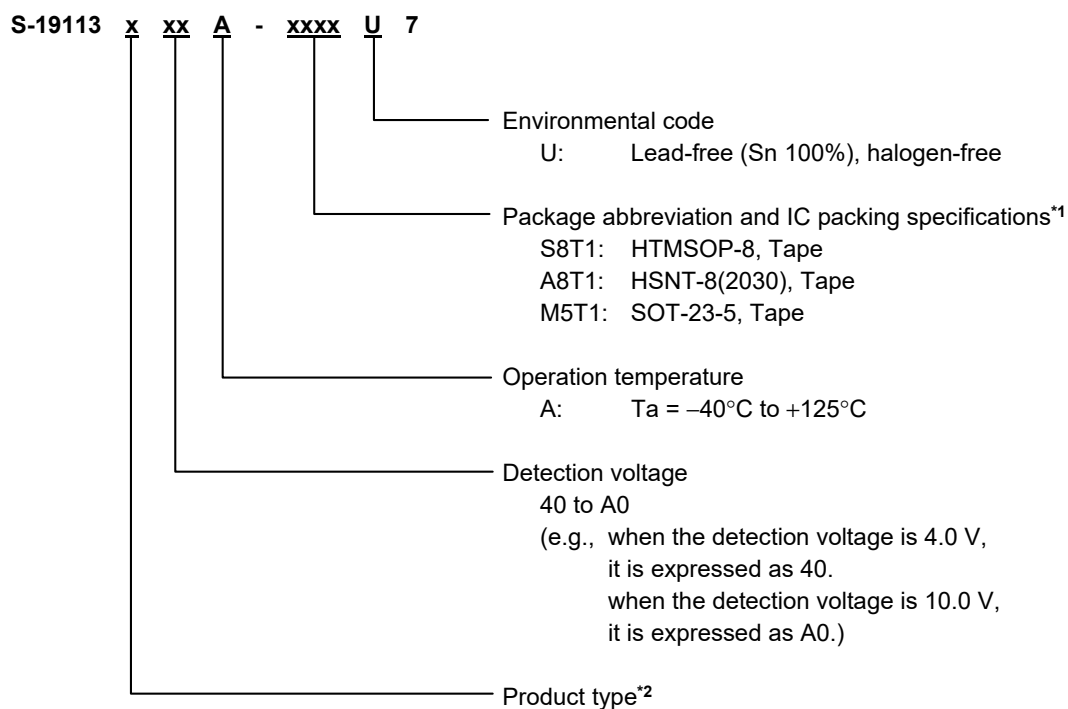 S-19113 x xx A - xxxx U 7
Environmental code
U: Lead-free (Sn 100%), halogen-free
Package abbreviation and IC packing specifications*1
S8T1: HTMSOP-8, Tape
A8T1: HSNT-8(2030), Tape
M5T1: SOT-23-5, Tape
Operation temperature
A: Ta = −40°C to +125°C
Detection voltage
40 to A0
(e.g., when the detection voltage is 4.0 V,
it is expressed as 40.
when the detection voltage is 10.0 V,
it is expressed as A0.)
Product type*2